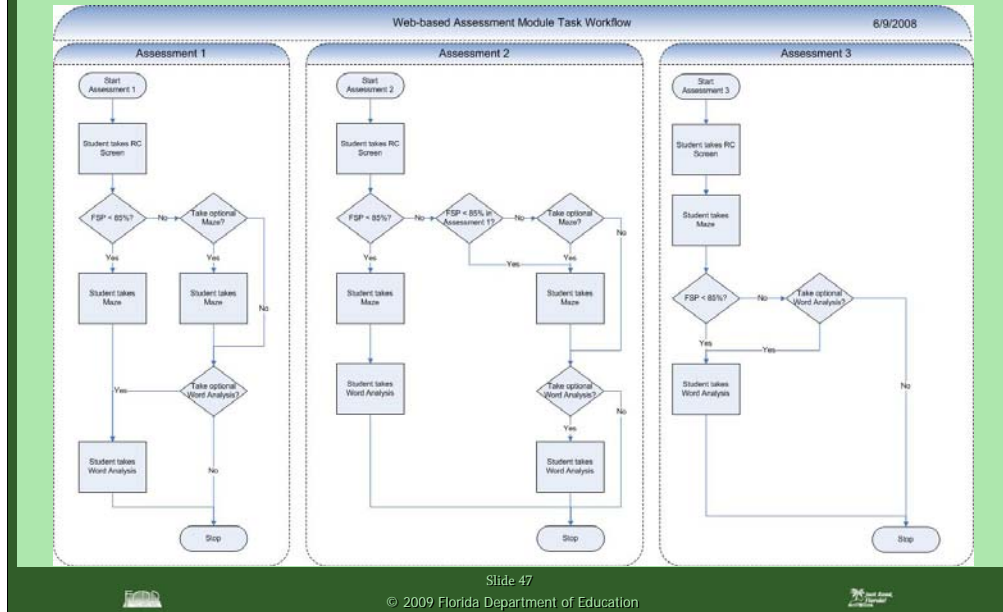 Web-based Assessment Module Task Workflow
6/9/2008
Assessment 1
Start
Assessment 1
Student takes RC
Screen
FSP < 85%?
No
Take optional
Maze?
Yes
Yes
Student takes
Maze
Student takes
Maze
No
Yes
Take optional
Word Analysis?
Student takes
Word Analysis
No
Stop
Assessment 2
Start
Assessment 2
Student takes RC
Screen
FSP < 85%?
No
FSP < 85% in
Assessment 1?
No
Take optional
Maze?
No
Yes
Yes
Yes
Student takes
Maze
Student takes
Maze
Student takes
Word Analysis
Take optional
Word Analysis?
No
Yes
Student takes
Word Analysis
Stop
Assessment 3
Start
Assessment 3
Student takes RC
Screen
Student takes
Maze
FSP < 85%?
No
Take optional
Word Analysis?
Yes
Yes
Student takes
Word Analysis
No
Stop
Slide 47
© 2009 Florida Department of Education
Just Read,
Florida!